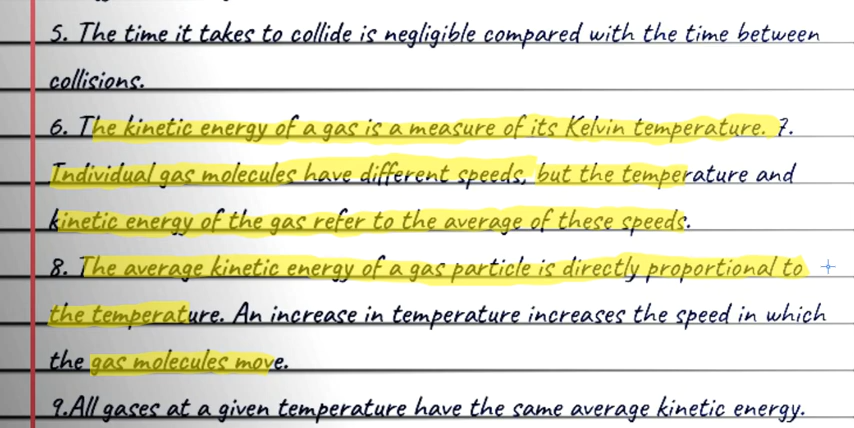 5. The time it takes to collide is negligible compared with the time between
collisions.
6. The kinetic energy of a gas is a measure of its Kelvin temperature. 7.
Individual gas molecules have different speeds, but the temperature and
kinetic energy of the gas refer to the average of these speeds.
8. The average kinetic energy of a gas particle is directly proportional to
the temperature. An increase in temperature increases the speed in which
the gas molecules move.
9.All gases at a given temperature have the same average kinetic energy.